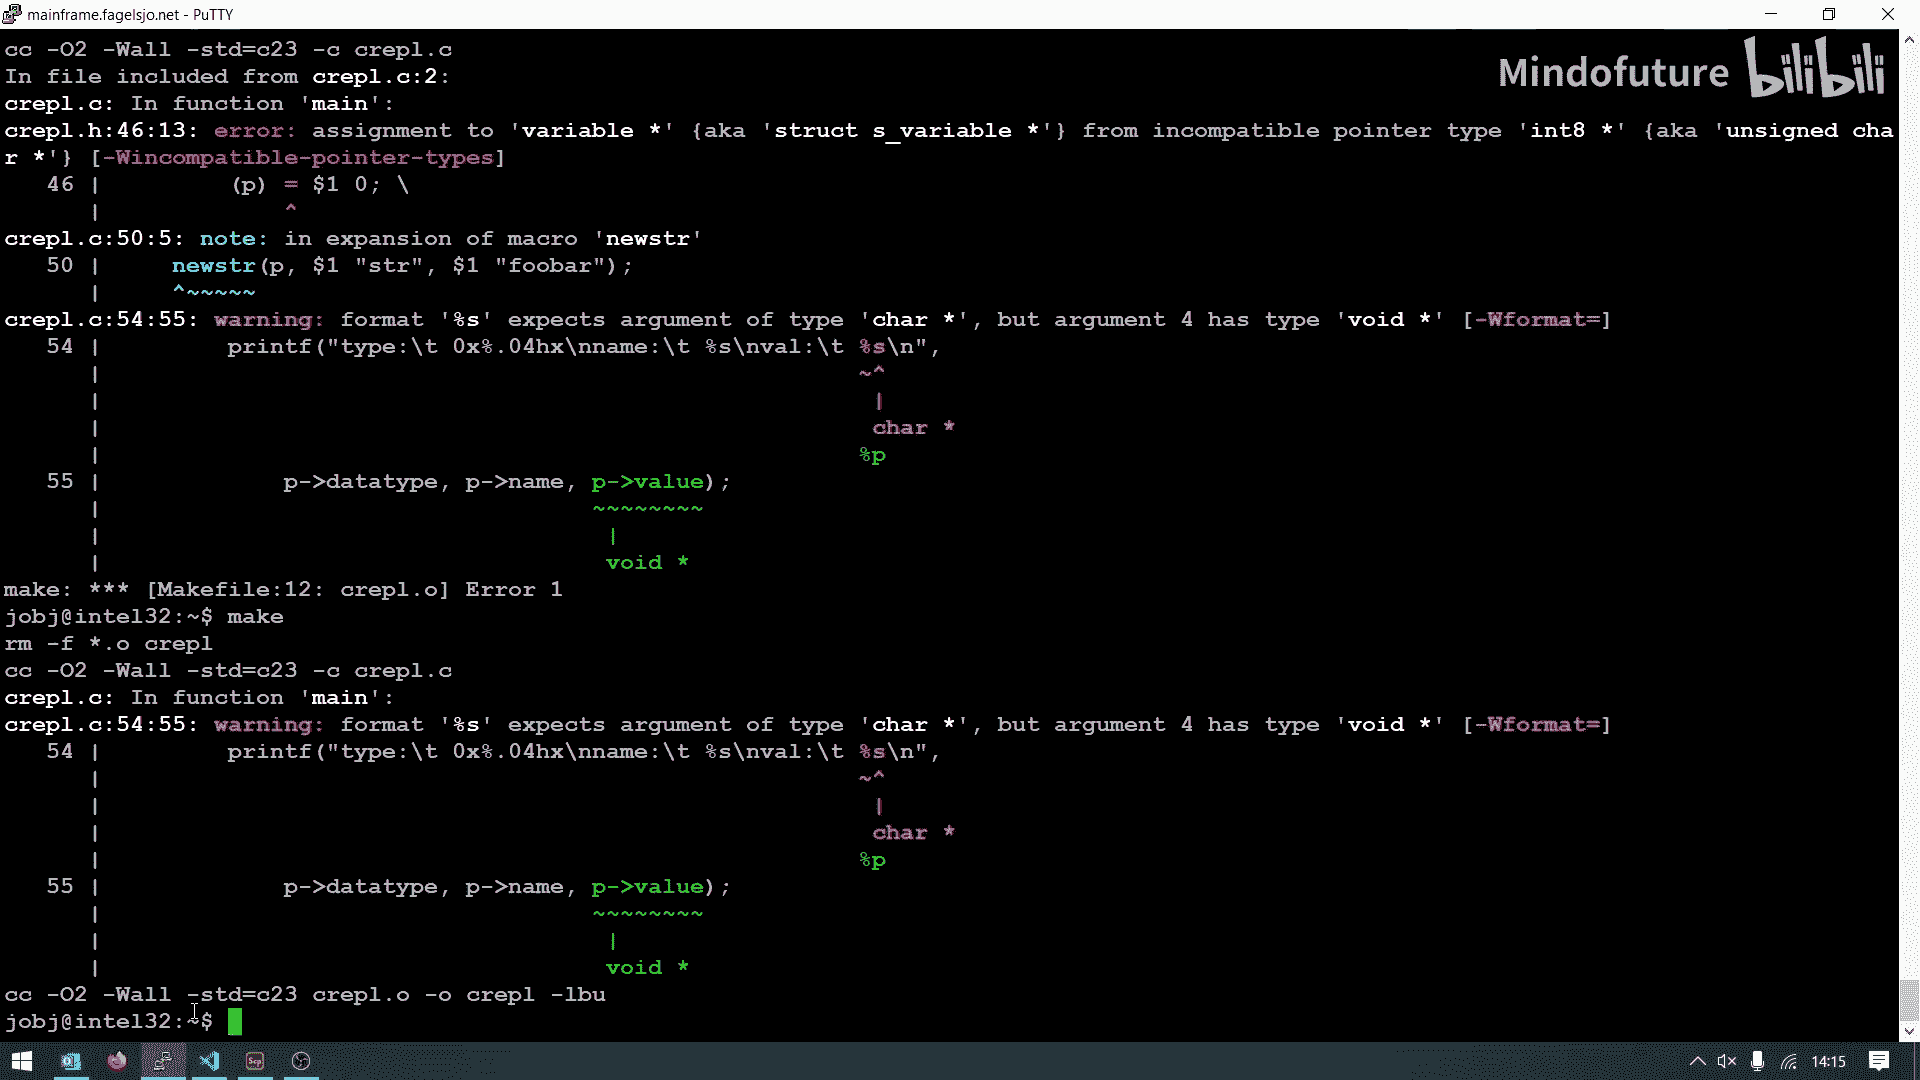 mainframe.fagelsjo.net - PuTTY
Mindofuture bilibili
cc -O2 -Wall -std=c23 -c crepl.c
In file included from crepl.c:2:
crepl.c: In function 'main':
crepl.h:46:13: error: assignment to 'variable *' {aka 'struct s_variable *'} from incompatible pointer type 'int8 *' {aka 'unsigned cha
r *'} [-Wincompatible-pointer-types]
   46 |          (p) = $1 0; \
      |              ^
crepl.c:50:5: note: in expansion of macro 'newstr'
   50 |     newstr(p, $1 "str", $1 "foobar");
      |     ^~~~~~
crepl.c:54:55: warning: format '%s' expects argument of type 'char *', but argument 4 has type 'void *' [-Wformat=]
   54 |         printf("type:\t 0x%.04hx\nname:\t %s\nval:\t %s\n",
      |                                                      ~^
      |                                                       |
      |                                                       char *
      |                                                      %p
   55 |             p->datatype, p->name, p->value);
      |                                   ~~~~~~~~
      |                                    |
      |                                    void *
make: *** [Makefile:12: crepl.o] Error 1
jobj@intel32:~$ make
rm -f *.o crepl
cc -O2 -Wall -std=c23 -c crepl.c
crepl.c: In function 'main':
crepl.c:54:55: warning: format '%s' expects argument of type 'char *', but argument 4 has type 'void *' [-Wformat=]
   54 |         printf("type:\t 0x%.04hx\nname:\t %s\nval:\t %s\n",
      |                                                      ~^
      |                                                       |
      |                                                       char *
      |                                                      %p
   55 |             p->datatype, p->name, p->value);
      |                                   ~~~~~~~~
      |                                    |
      |                                    void *
cc -O2 -Wall -std=c23 crepl.o -o crepl -lbu
jobj@intel32:~$
Scp
14:15